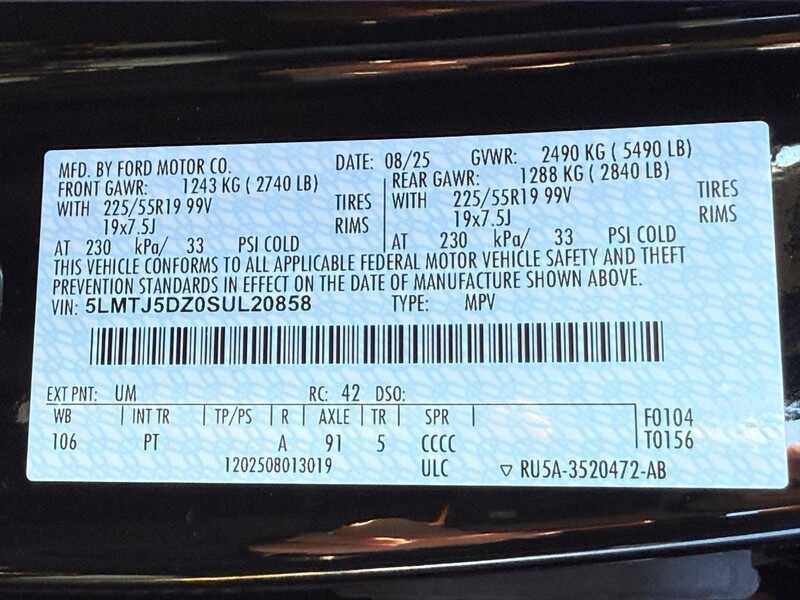 MFD. BY FORD MOTOR CO. DATE: 08/25 GVWR: 2490 KG ( 5490 LB)
FRONT GAWR: 1243 KG ( 2740 LB) REAR GAWR: 1288 KG ( 2840 LB)
WITH 225/55R19 99V TIRES WITH 225/55R19 99V TIRES
19x7.5J RIMS 19x7.5J RIMS
AT 230 kPa/ 33 PSI COLD AT 230 kPa/ 33 PSI COLD
THIS VEHICLE CONFORMS TO ALL APPLICABLE FEDERAL MOTOR VEHICLE SAFETY AND THEFT
PREVENTION STANDARDS IN EFFECT ON THE DATE OF MANUFACTURE SHOWN ABOVE.
VIN: 5LMTJ5DZ0SUL20858 TYPE: MPV
EXT PNT: UM RC: 42 DSO:
WB INT TR TP/PS R AXLE TR SPR F0104
106 PT A 91 5 CCCC T0156
1202508013019 ULC ▽ RU5A-3520472-AB